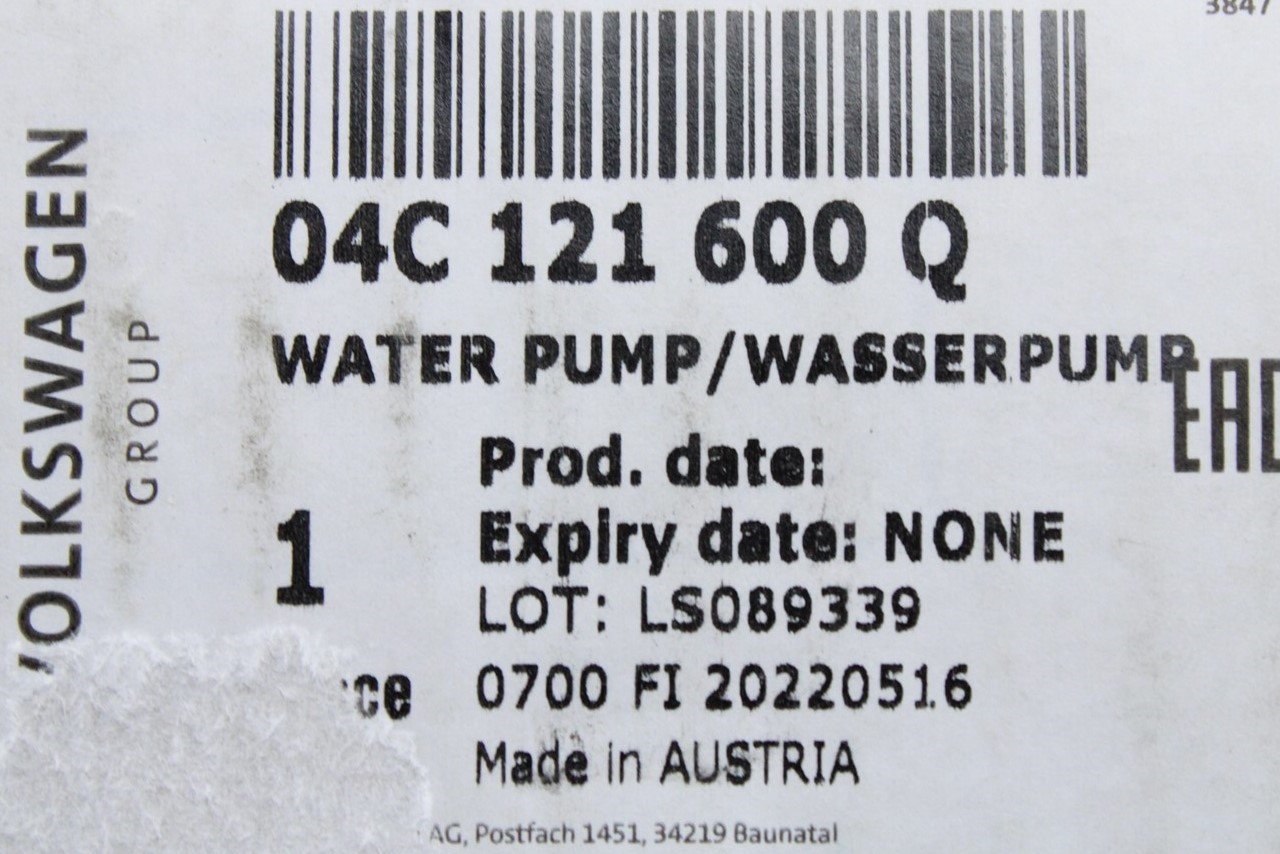 3847
VOLKSWAGEN
GROUP
04C 121 600 Q
WATER PUMP/WASSERPUMP
EAC
Prod. date:
1
Expiry date: NONE
LOT: LS089339
0700 FI 20220516
Made in AUSTRIA
AG, Postfach 1451, 34219 Baunatal